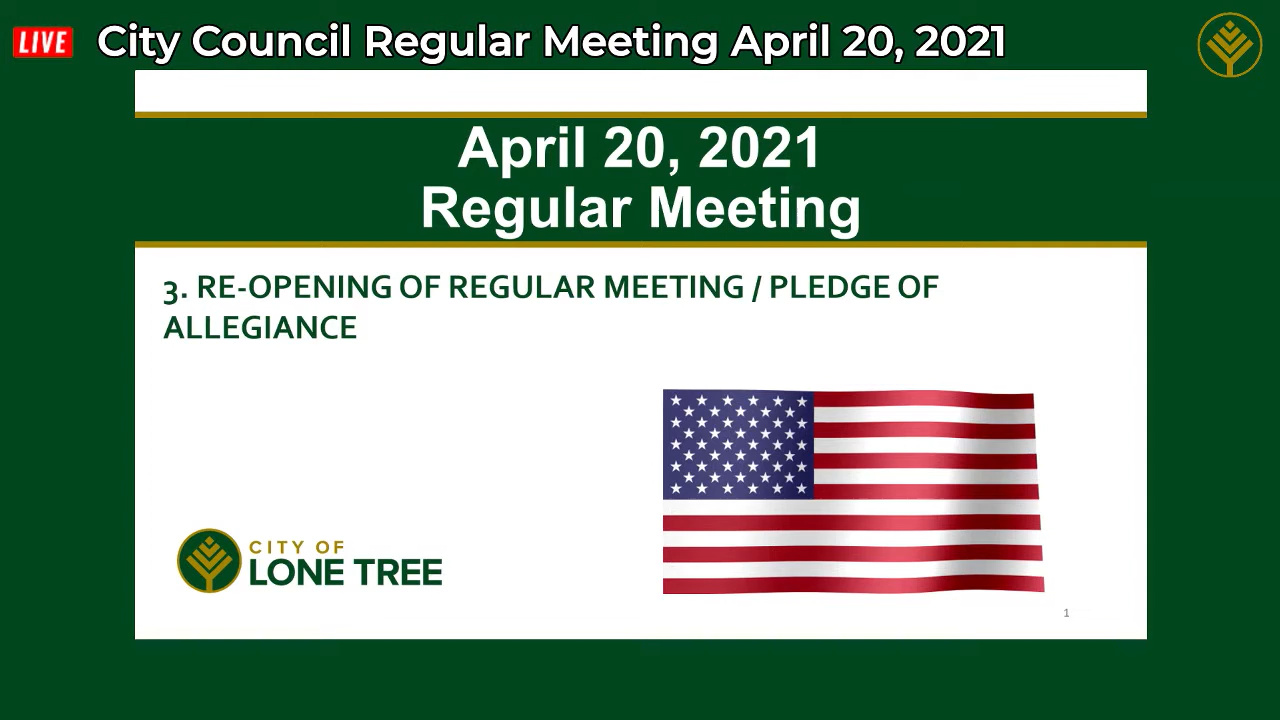 LIVE City Council Regular Meeting April 20, 2021
April 20, 2021
Regular Meeting
3. RE-OPENING OF REGULAR MEETING / PLEDGE OF
ALLEGIANCE
CITY OF
LONE TREE
1